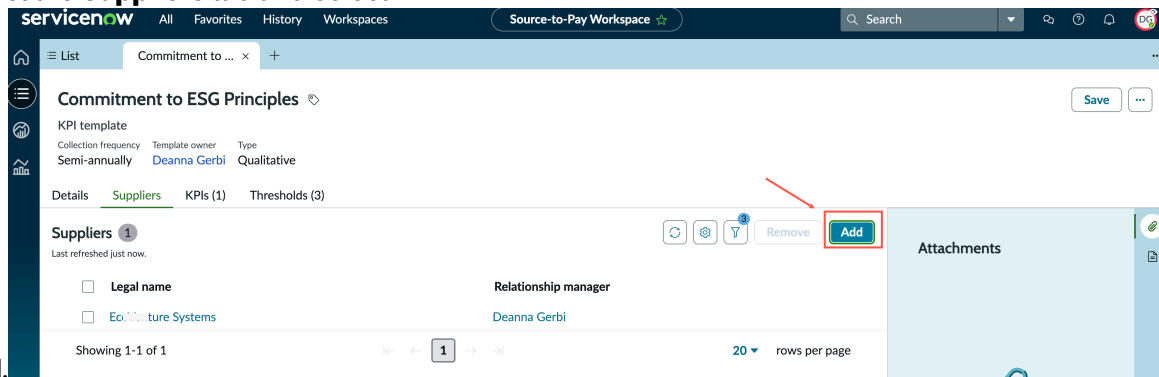 servicenow All Favorites History Workspaces Source-to-Pay Workspace Search DG
List Commitment to ... × +
Commitment to ESG Principles Save ...
KPI template
Collection frequency Template owner Type
Semi-annually Deanna Gerbi Qualitative
Details Suppliers KPIs (1) Thresholds (3)
Suppliers 1 3 Remove Add
Last refreshed just now.
Attachments
Legal name Relationship manager
ture Systems Deanna Gerbi
Showing 1-1 of 1 1 20 rows per page